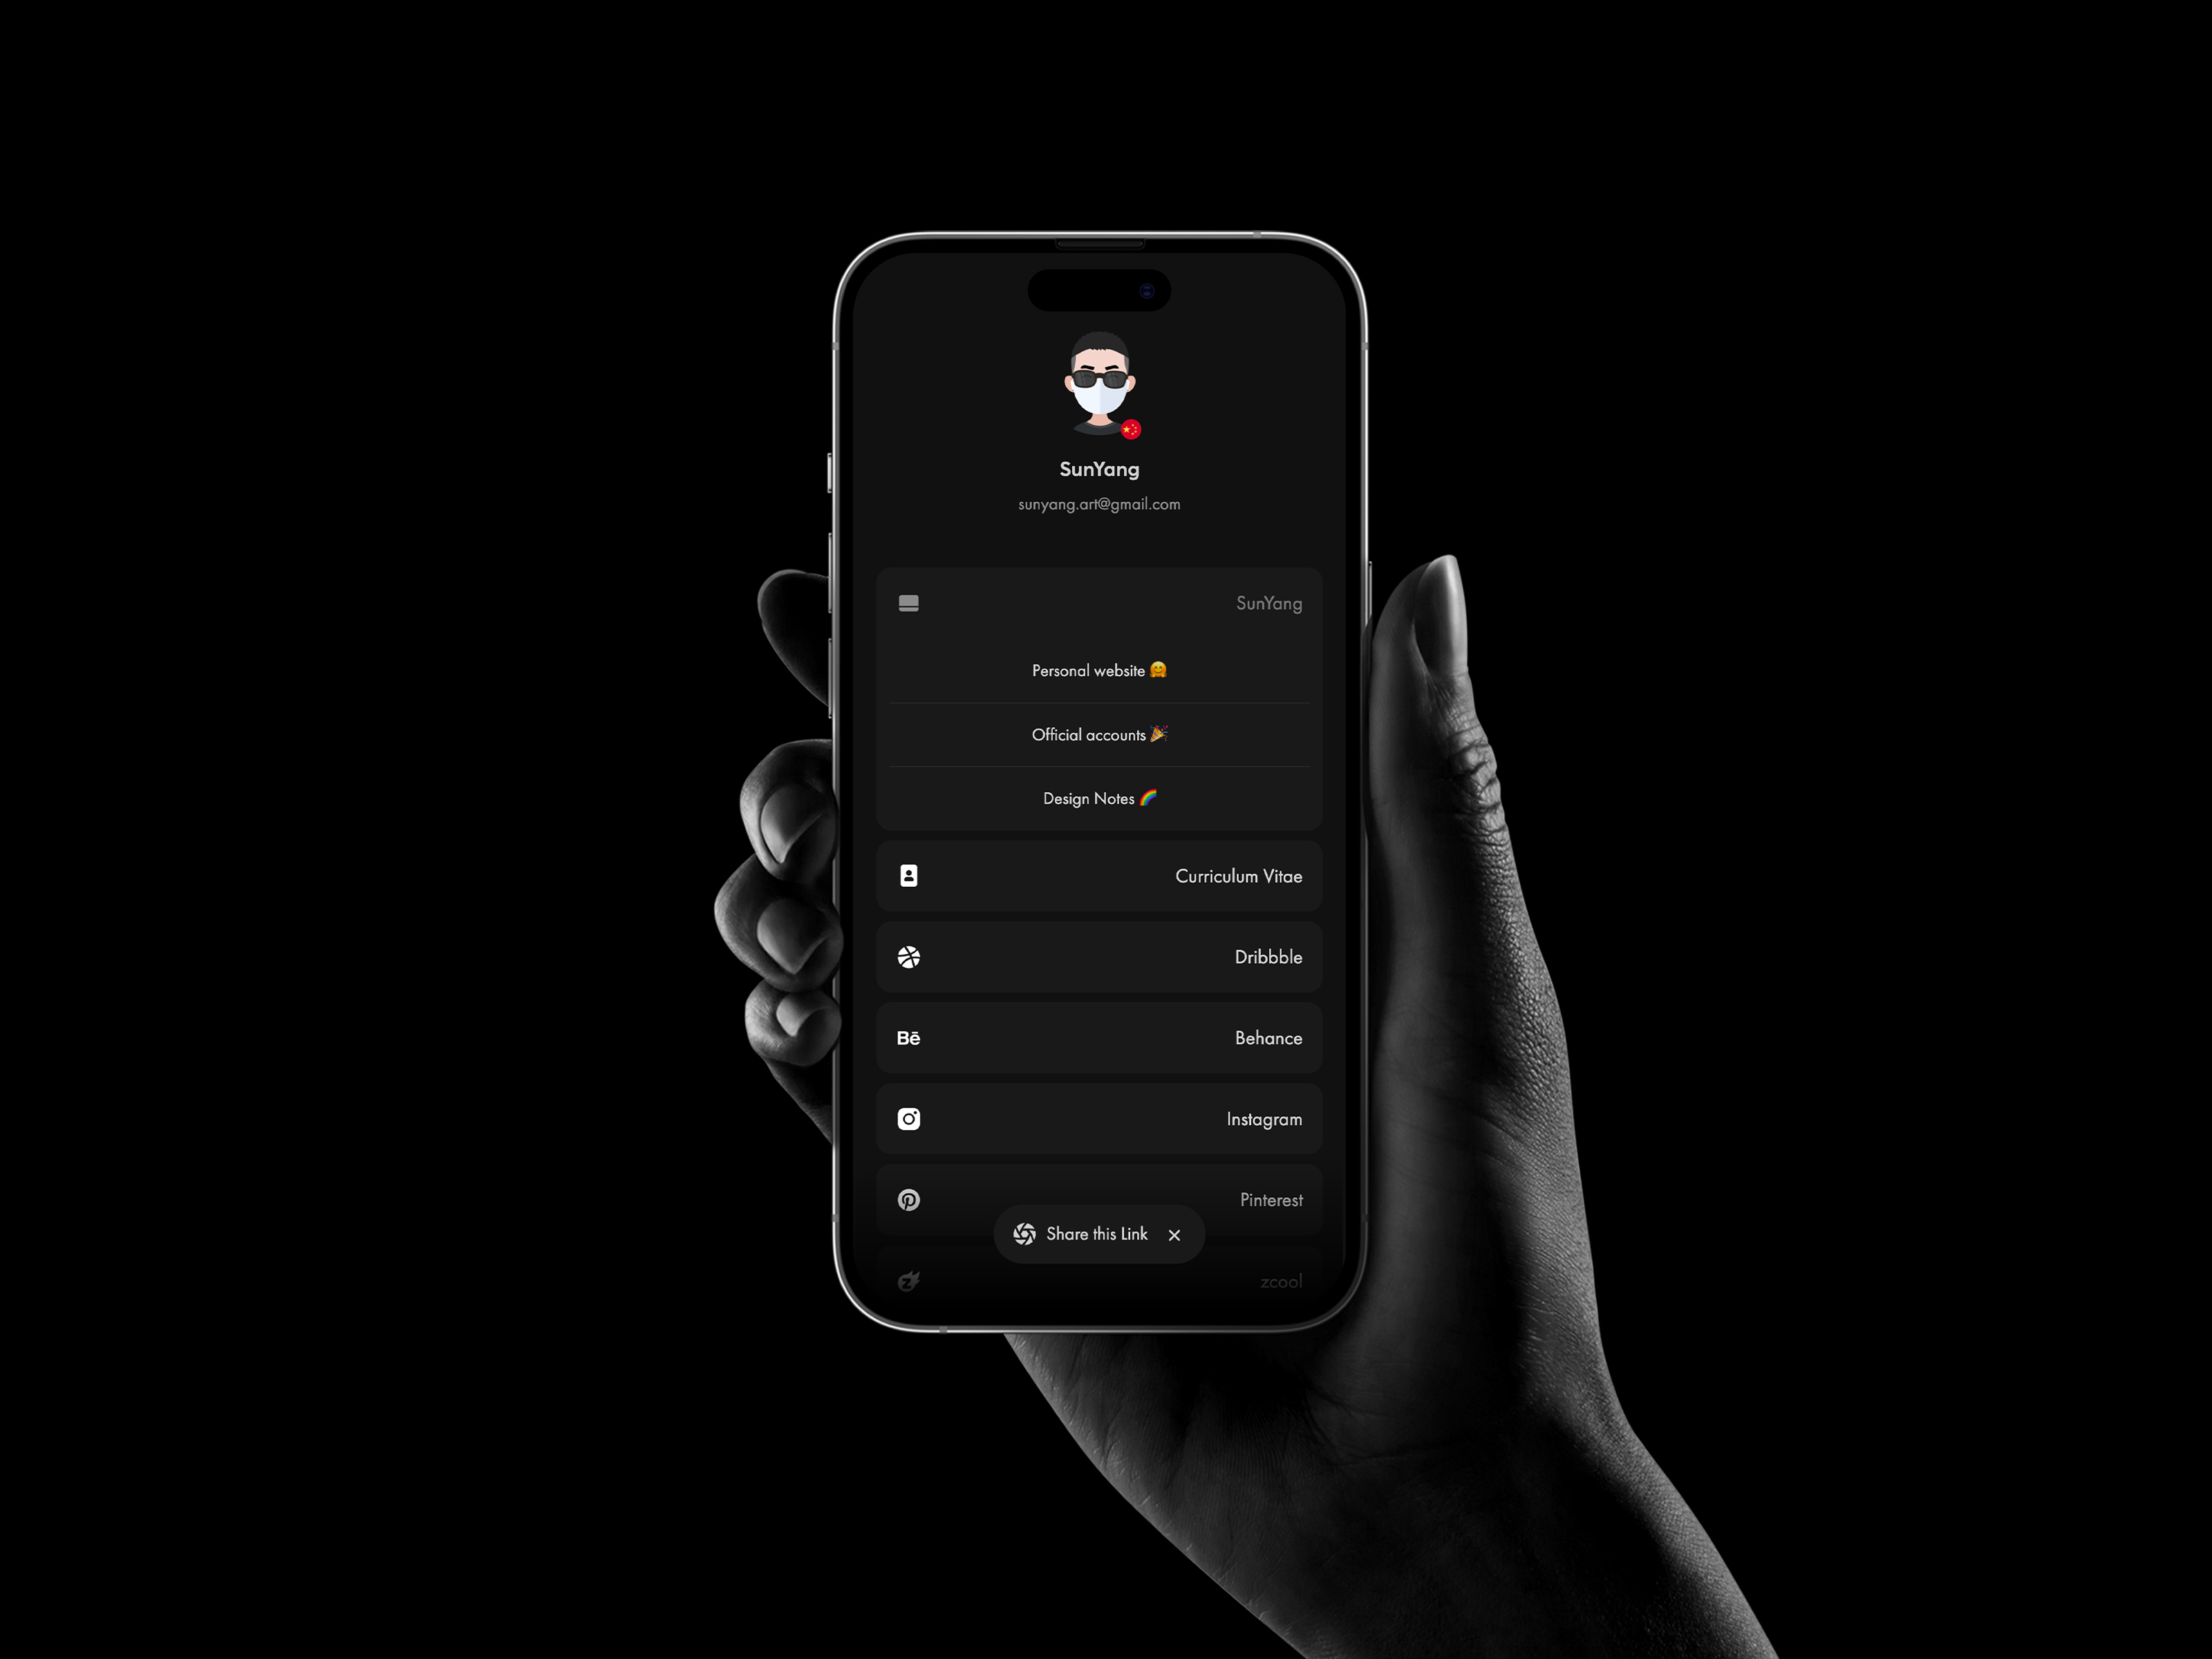 SunYang
sunyang.art@gmail.com
SunYang
Personal website 🤗
Official accounts 🎉
Design Notes 🌈
Curriculum Vitae
Dribbble
Bē Behance
Instagram
Pinterest
Share this Link
zcool